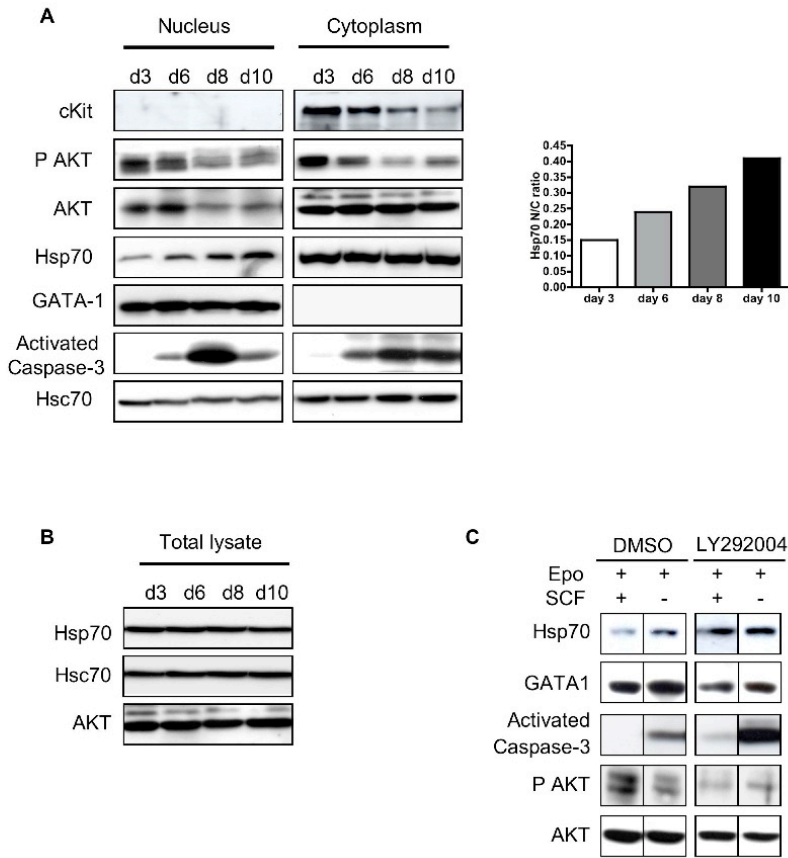 A
Nucleus Cytoplasm
d3 d6 d8 d10 d3 d6 d8 d10
cKit
P AKT
AKT
Hsp70
GATA-1
Activated
Caspase-3
Hsc70
Hsp70 N/C ratio
0.45
0.40
0.35
0.30
0.25
0.20
0.15
0.10
0.05
0.00
day 3 day 6 day 8 day 10
B
Total lysate
d3 d6 d8 d10
Hsp70
Hsc70
AKT
C
DMSO LY292004
Epo + + + +
SCF + - + -
Hsp70
GATA1
Activated
Caspase-3
P AKT
AKT